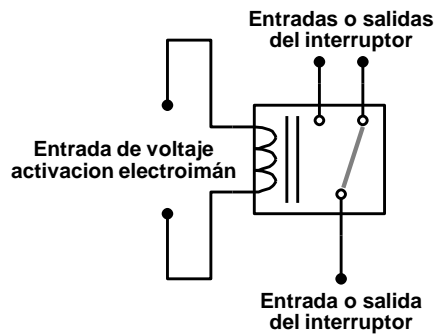 Entradas o salidas
del interruptor
Entrada de voltaje
activacion electroimán
Entrada o salida
del interruptor